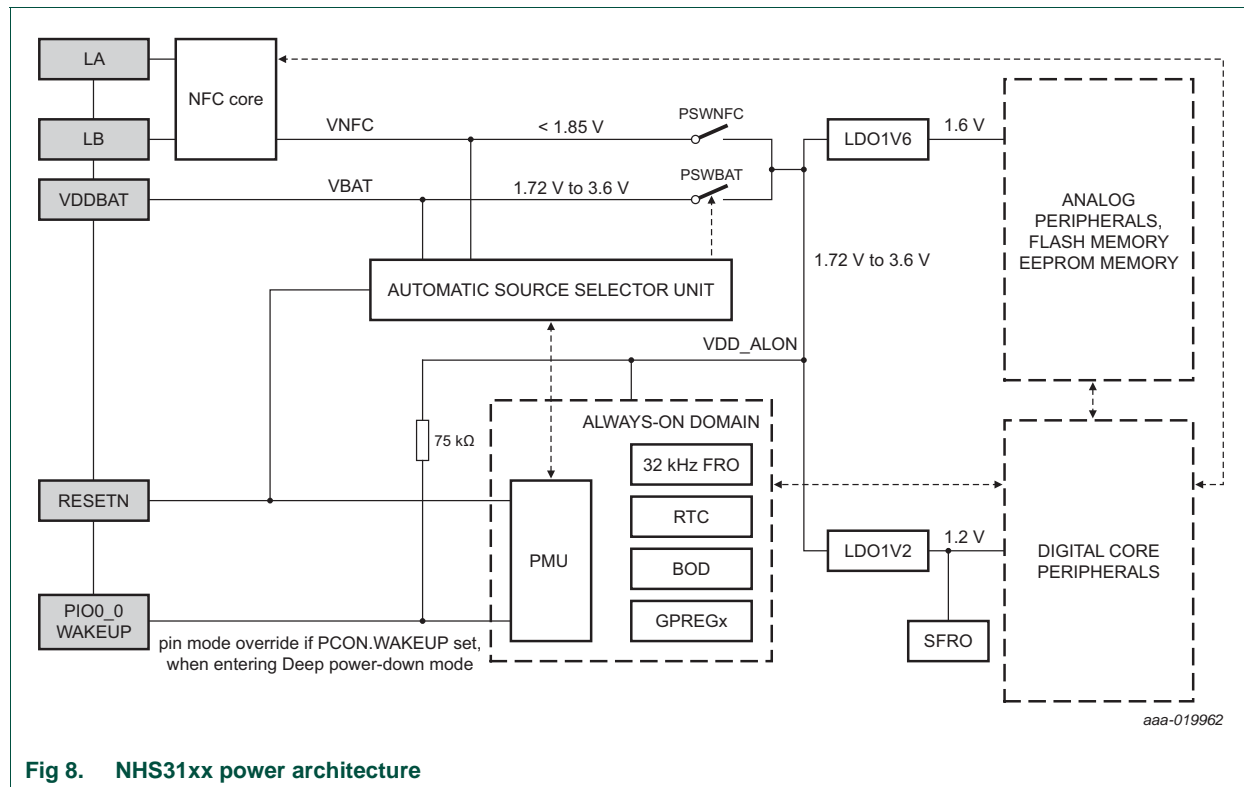 LA
NFC core
LB
VNFC
< 1.85 V
PSWNFC
LDO1V6
1.6 V
VDDBAT
VBAT
1.72 V to 3.6 V
PSWBAT
ANALOG
PERIPHERALS,
FLASH MEMORY
EEPROM MEMORY
1.72 V to 3.6 V
AUTOMATIC SOURCE SELECTOR UNIT
VDD_ALON
75 kΩ
ALWAYS-ON DOMAIN
32 kHz FRO
RTC
BOD
GPREGx
PMU
RESETN
PIO0_0
WAKEUP
pin mode override if PCON.WAKEUP set,
when entering Deep power-down mode
LDO1V2
1.2 V
SFRO
DIGITAL CORE
PERIPHERALS
aaa-019962
Fig 8. NHS31xx power architecture